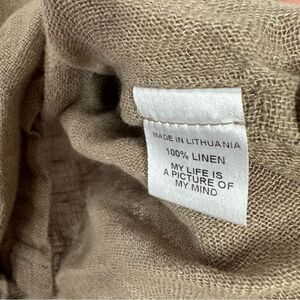 MADE IN LITHUANIA
100% LINEN
MY LIFE IS
A PICTURE OF
MY MIND